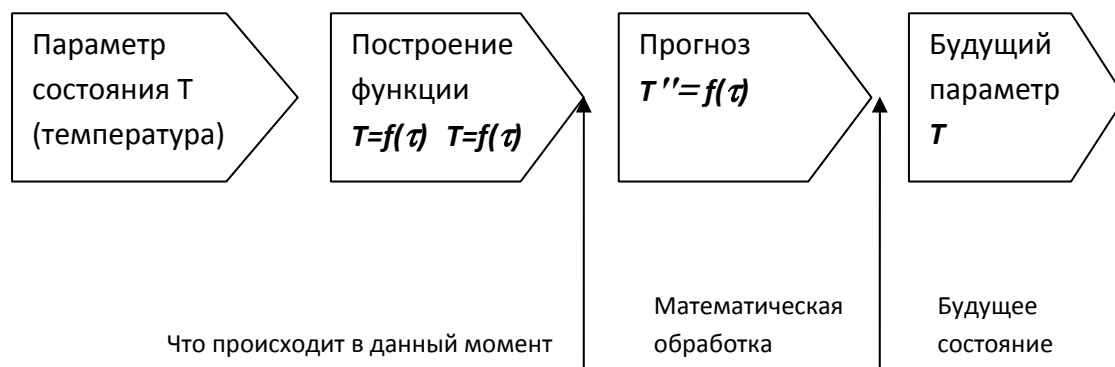 Параметр
состояния Т
(температура)
Построение
функции
T=f(τ) T=f(τ)
Прогноз
T''=f(τ)
Будущий
параметр
T
Что происходит в данный момент
Математическая
обработка
Будущее
состояние